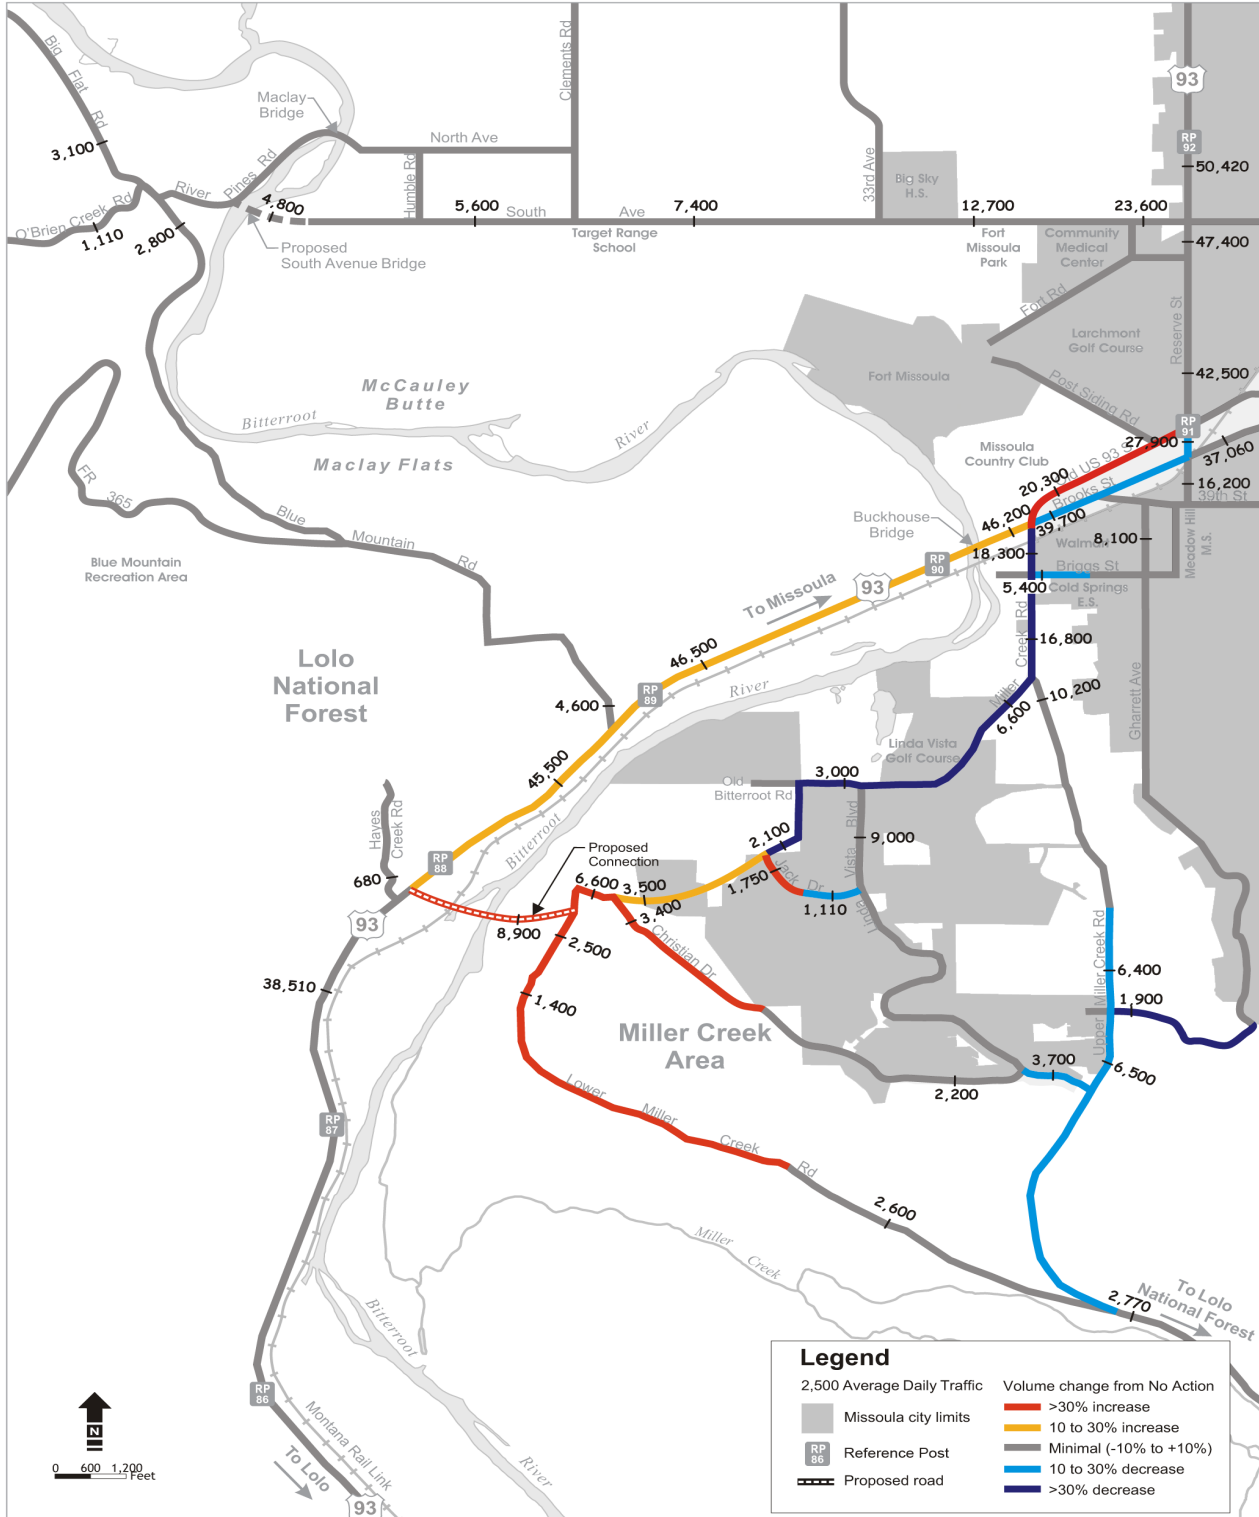 93
Clements Rd
Big Flat Rd
Maclay
Bridge
North Ave
RP
92
3,100
50,420
Pines Rd
Humble Rd
33rd Ave
Big Sky
H.S.
River
4,800
5,600
South
Ave
7,400
12,700
23,600
O'Brien Creek Rd
1,110
2,800
Target Range
School
Fort
Missoula
Park
Community
Medical
Center
47,400
Proposed
South Avenue Bridge
Fort Rd
Reserve St
Larchmont
Golf Course
Fort Missoula
42,500
McCauley
Butte
Post Siding Rd
Bitterroot
River
RP
91
27,900
37,060
Missoula
Country Club
Maclay Flats
Old US 93 S
20,300
Brooks St
16,200
39th St
FR
365
Blue
Mountain
Rd
Buckhouse
Bridge
46,200
39,700
Walmart
8,100
Meadow Hill
M.S.
18,300
RP
90
Briggs St
5,400
Cold Springs
E.S.
Blue Mountain
Recreation Area
93
To Missoula
Creek Rd
16,800
Lolo
National
Forest
46,500
River
Miller
10,200
6,600
Gharrett Ave
RP
89
4,600
Linda Vista
Golf Course
45,500
Old
Bitterroot Rd
3,000
Hayes
Creek Rd
Bitterroot
Blvd
Vista
Linda
9,000
2,100
Proposed
Connection
RP
88
680
6,600
3,500
1,750
Jack Dr
1,110
3,400
93
8,900
2,500
Christian Dr
Upper Miller Creek Rd
6,400
38,510
1,400
1,900
Miller Creek
Area
3,700
6,500
2,200
Lower
Miller
Creek
Rd
RP
87
2,600
Miller
Creek
To Lolo
National Forest
2,770
Bitterroot
River
Legend
2,500 Average Daily Traffic
Missoula city limits
RP
86
Reference Post
Proposed road
Volume change from No Action
>30% increase
10 to 30% increase
Minimal (-10% to +10%)
10 to 30% decrease
>30% decrease
RP
86
Montana Rail Link
To Lolo
93
N
0 600 1,200
Feet